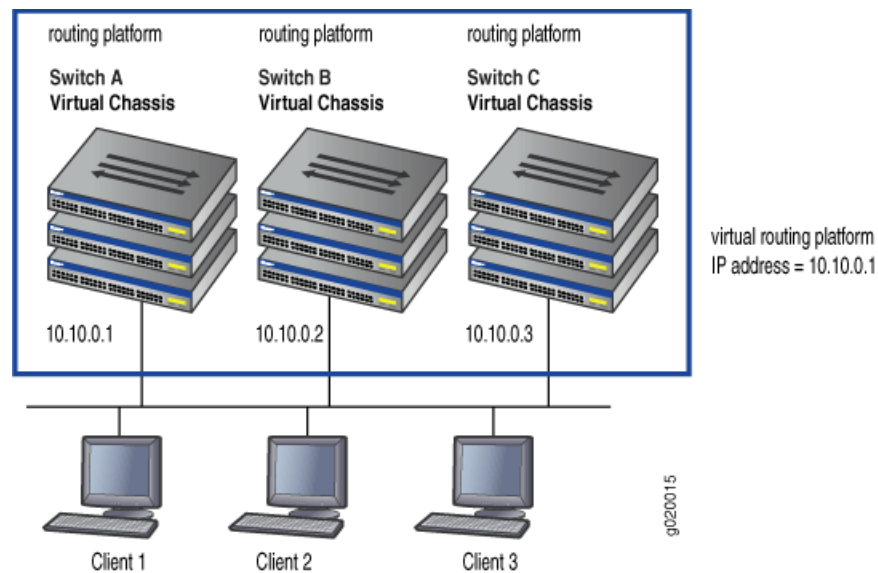 routing platform
Switch A
Virtual Chassis
routing platform
Switch B
Virtual Chassis
routing platform
Switch C
Virtual Chassis
10.10.0.1
10.10.0.2
10.10.0.3
virtual routing platform
IP address = 10.10.0.1
Client 1
Client 2
Client 3
g020015